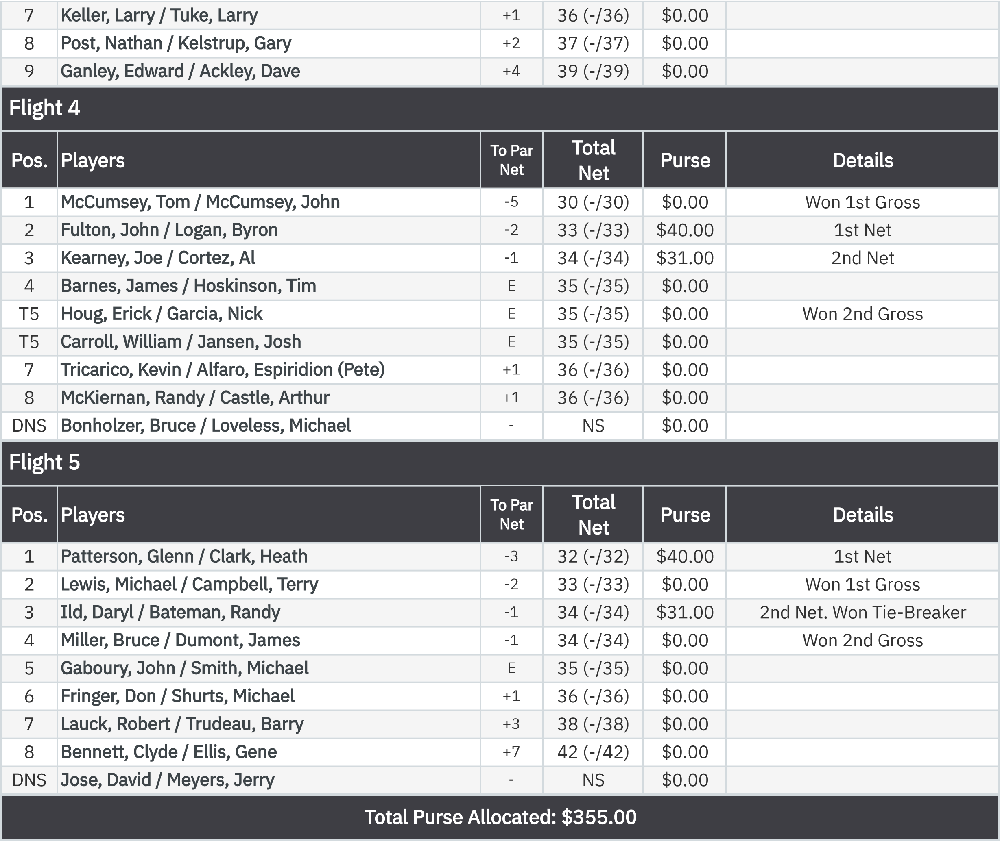 7 Keller, Larry / Tuke, Larry +1 36 (-/36) $0.00
8 Post, Nathan / Kelstrup, Gary +2 37 (-/37) $0.00
9 Ganley, Edward / Ackley, Dave +4 39 (-/39) $0.00
Flight 4
Pos. Players To Par Net Total Net Purse Details
1 McCumsey, Tom / McCumsey, John -5 30 (-/30) $0.00 Won 1st Gross
2 Fulton, John / Logan, Byron -2 33 (-/33) $40.00 1st Net
3 Kearney, Joe / Cortez, Al -1 34 (-/34) $31.00 2nd Net
4 Barnes, James / Hoskinson, Tim E 35 (-/35) $0.00
T5 Houg, Erick / Garcia, Nick E 35 (-/35) $0.00 Won 2nd Gross
T5 Carroll, William / Jansen, Josh E 35 (-/35) $0.00
7 Tricarico, Kevin / Alfaro, Espiridion (Pete) +1 36 (-/36) $0.00
8 McKiernan, Randy / Castle, Arthur +1 36 (-/36) $0.00
DNS Bonholzer, Bruce / Loveless, Michael - NS $0.00
Flight 5
Pos. Players To Par Net Total Net Purse Details
1 Patterson, Glenn / Clark, Heath -3 32 (-/32) $40.00 1st Net
2 Lewis, Michael / Campbell, Terry -2 33 (-/33) $0.00 Won 1st Gross
3 Ild, Daryl / Bateman, Randy -1 34 (-/34) $31.00 2nd Net. Won Tie-Breaker
4 Miller, Bruce / Dumont, James -1 34 (-/34) $0.00 Won 2nd Gross
5 Gaboury, John / Smith, Michael E 35 (-/35) $0.00
6 Fringer, Don / Shurts, Michael +1 36 (-/36) $0.00
7 Lauck, Robert / Trudeau, Barry +3 38 (-/38) $0.00
8 Bennett, Clyde / Ellis, Gene +7 42 (-/42) $0.00
DNS Jose, David / Meyers, Jerry - NS $0.00
Total Purse Allocated: $355.00